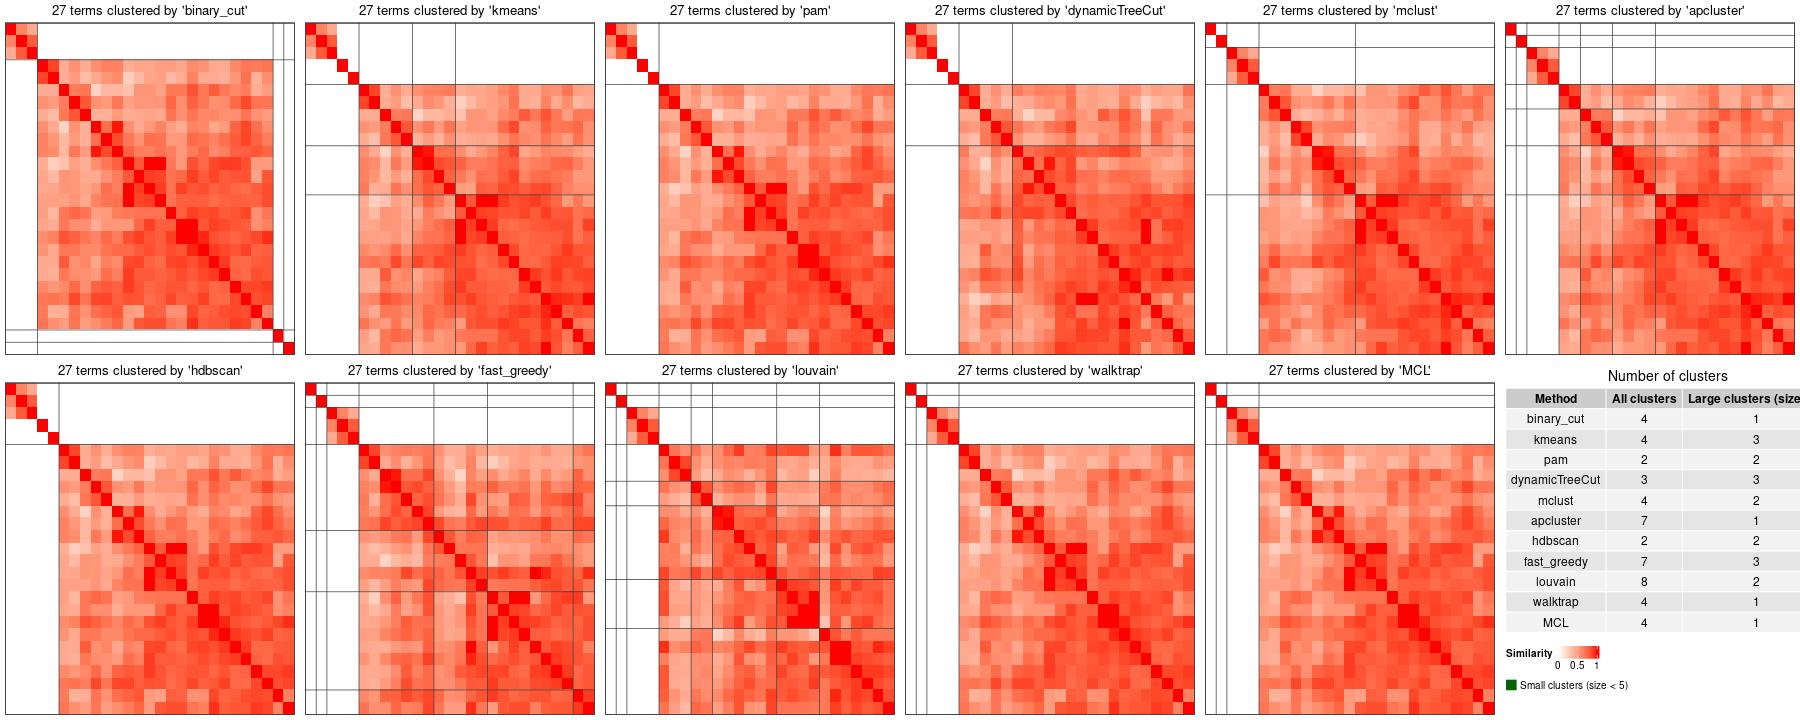 27 terms clustered by 'binary_cut'
27 terms clustered by 'kmeans'
27 terms clustered by 'pam'
27 terms clustered by 'dynamicTreeCut'
27 terms clustered by 'mclust'
27 terms clustered by 'apcluster'
27 terms clustered by 'hdbscan'
27 terms clustered by 'fast_greedy'
27 terms clustered by 'louvain'
27 terms clustered by 'walktrap'
27 terms clustered by 'MCL'
Number of clusters
Method All clusters Large clusters (size
binary_cut 4 1
kmeans 4 3
pam 2 2
dynamicTreeCut 3 3
mclust 4 2
apcluster 7 1
hdbscan 2 2
fast_greedy 7 3
louvain 8 2
walktrap 4 1
MCL 4 1
Similarity
0 0.5 1
Small clusters (size < 5)